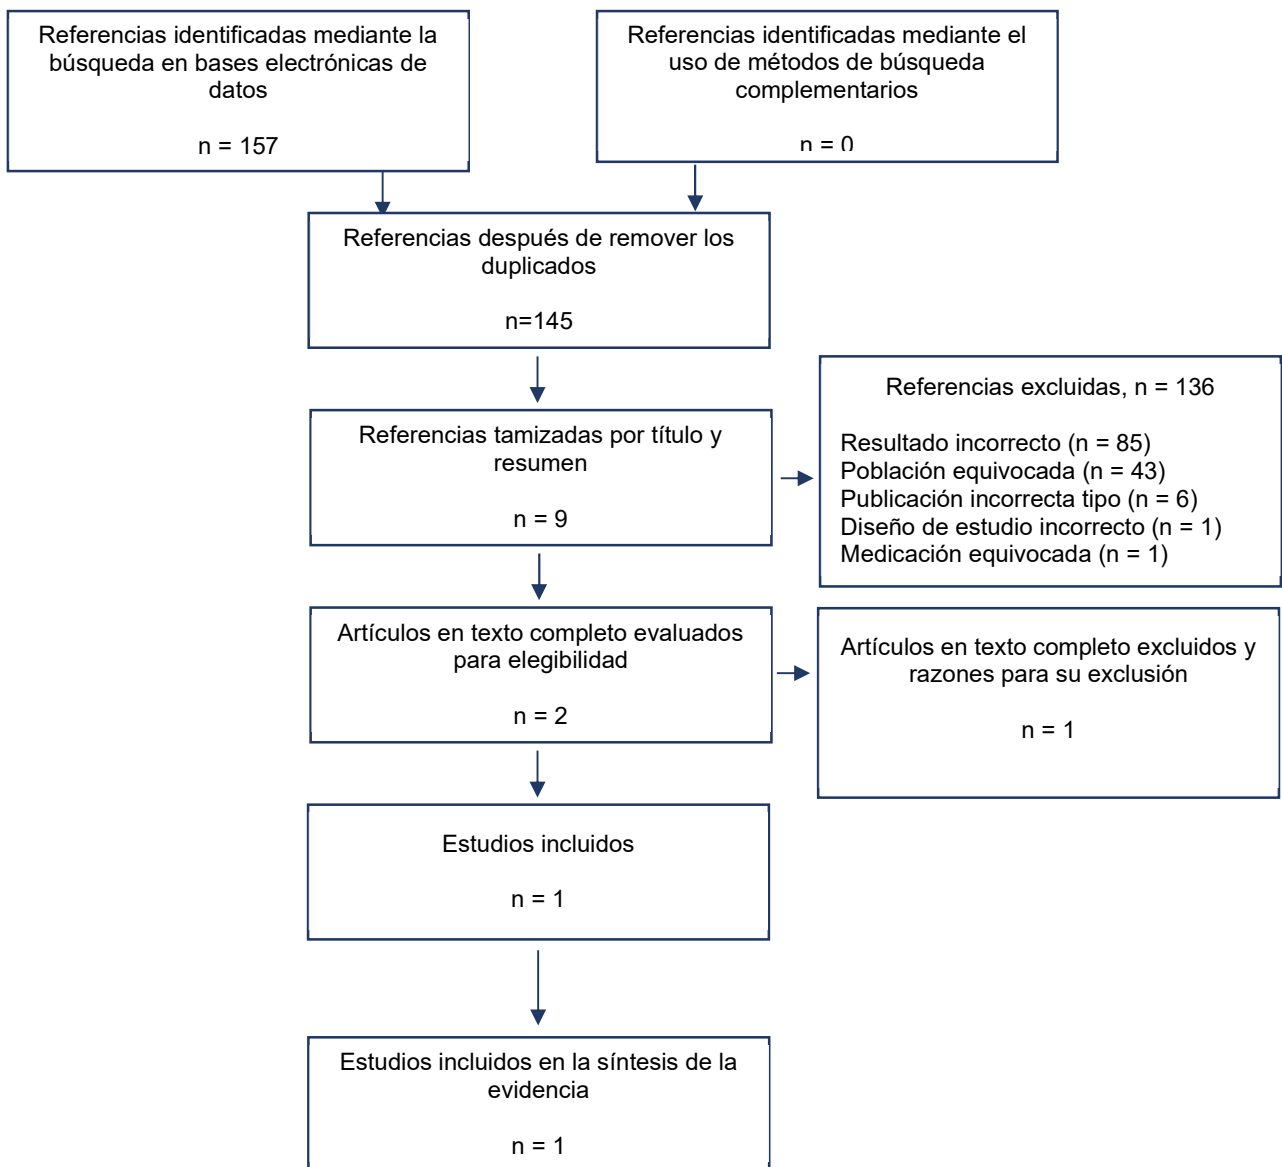 Referencias identificadas mediante la
búsqueda en bases electrónicas de
datos
n = 157
Referencias identificadas mediante el
uso de métodos de búsqueda
complementarios
n = 0
Referencias después de remover los
duplicados
n=145
Referencias tamizadas por título y
resumen
n = 9
Referencias excluidas, n = 136
Resultado incorrecto (n = 85)
Población equivocada (n = 43)
Publicación incorrecta tipo (n = 6)
Diseño de estudio incorrecto (n = 1)
Medicación equivocada (n = 1)
Artículos en texto completo evaluados
para elegibilidad
n = 2
Artículos en texto completo excluidos y
razones para su exclusión
n = 1
Estudios incluidos
n = 1
Estudios incluidos en la síntesis de la
evidencia
n = 1